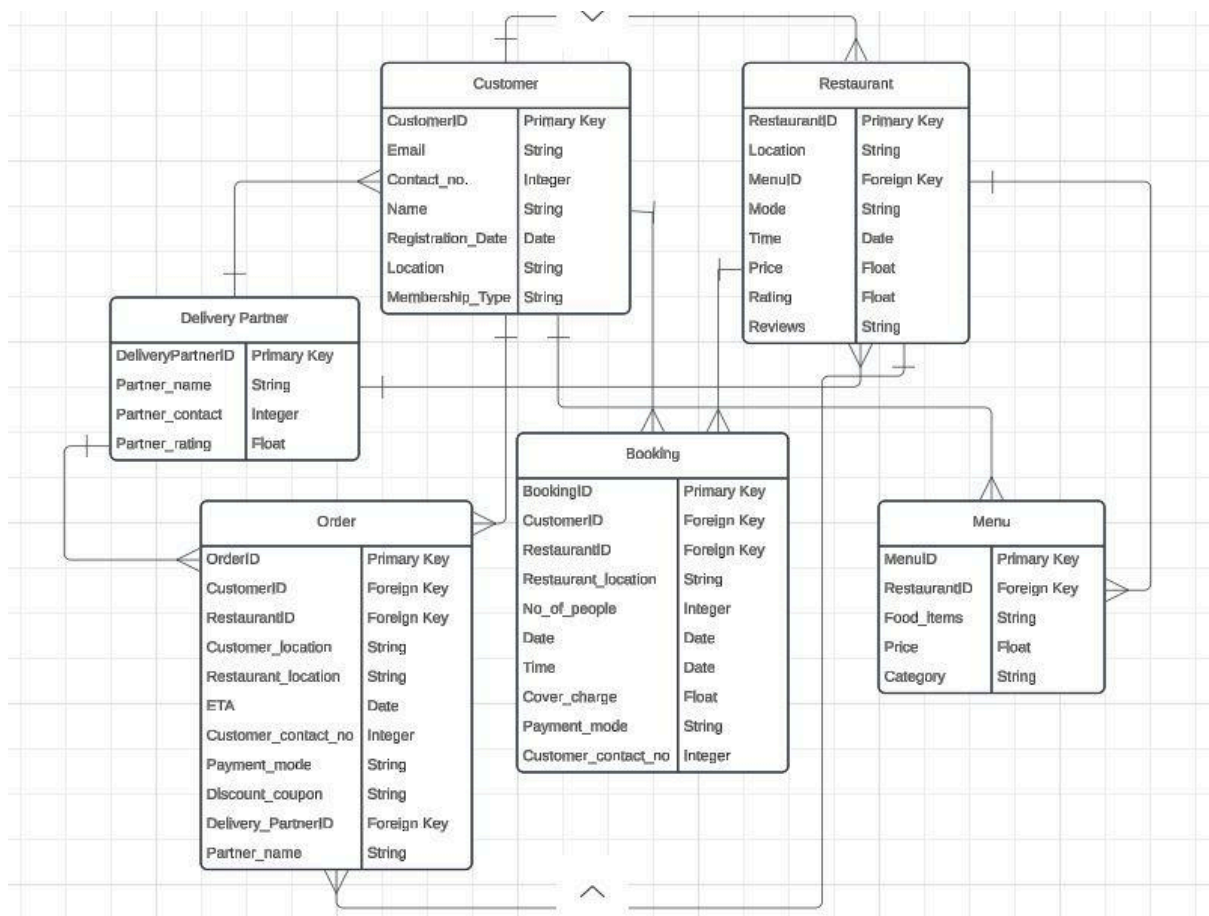 Customer
CustomerID Primary Key
Email String
Contact_no. Integer
Name String
Registration_Date Date
Location String
Membership_Type String
Restaurant
RestaurantID Primary Key
Location String
MenuID Foreign Key
Mode String
Time Date
Price Float
Rating Float
Reviews String
Delivery Partner
DeliveryPartnerID Primary Key
Partner_name String
Partner_contact Integer
Partner_rating Float
Order
OrderID Primary Key
CustomerID Foreign Key
RestaurantID Foreign Key
Customer_location String
Restaurant_location String
ETA Date
Customer_contact_no Integer
Payment_mode String
Discount_coupon String
Delivery_PartnerID Foreign Key
Partner_name String
Booking
BookingID Primary Key
CustomerID Foreign Key
RestaurantID Foreign Key
Restaurant_location String
No_of_people Integer
Date Date
Time Date
Cover_charge Float
Payment_mode String
Customer_contact_no Integer
Menu
MenuID Primary Key
RestaurantID Foreign Key
Food_items String
Price Float
Category String